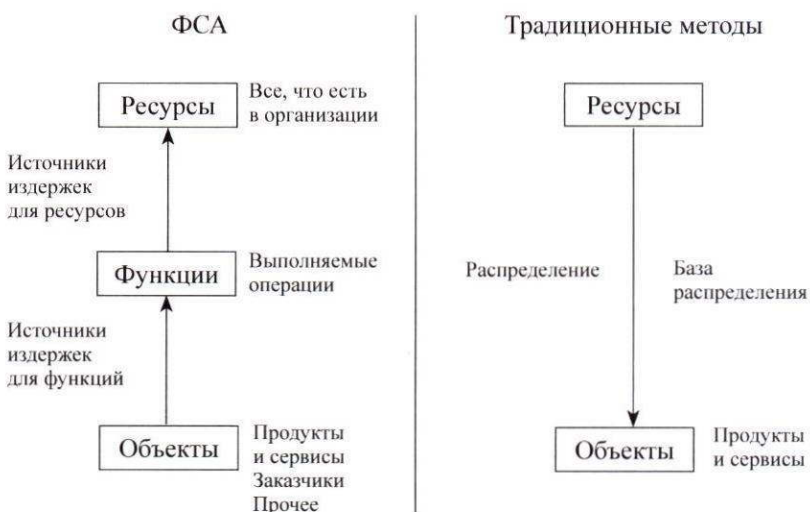 ФСА
Ресурсы
Все, что есть
в организации
Источники
издержек
для ресурсов
Функции
Выполняемые
операции
Источники
издержек
для функций
Объекты
Продукты
и сервисы
Заказчики
Прочее
Традиционные методы
Ресурсы
Распределение
База
распределения
Объекты
Продукты
и сервисы